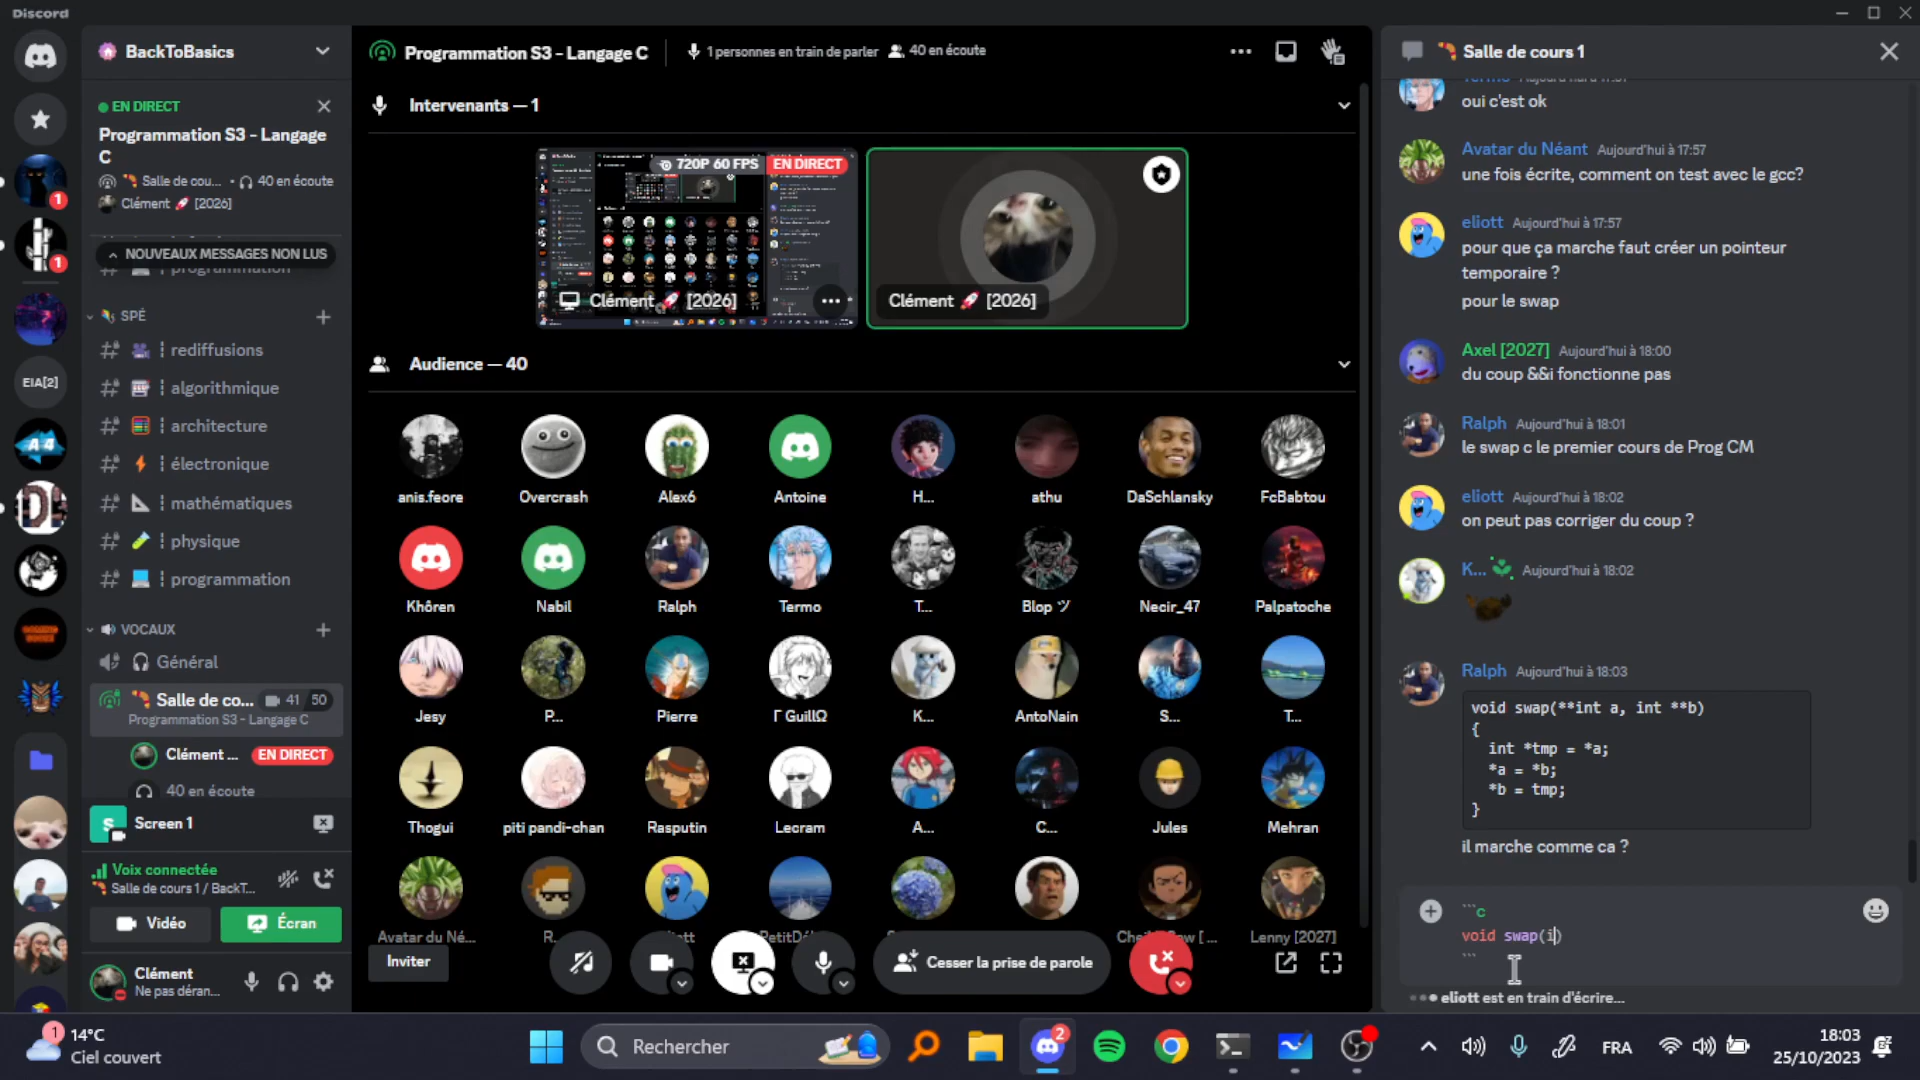 Discord
BackToBasics
EN DIRECT
Programmation S3 - Langage
C
Salle de cou... • 40 en écoute
Clément 🚀 [2026]
NOUVEAUX MESSAGES NON LUS
programmation
SPÉ
rediffusions
algorithmique
architecture
électronique
mathématiques
physique
programmation
VOCAUX
Général
Salle de co... 41 50
Programmation S3 - Langage C
Clément ... EN DIRECT
40 en écoute
Screen 1
Voix connectée
Salle de cours 1 / BackT...
Vidéo
Écran
Clément
Ne pas déran...
EIA[2]
A4
1
1
Programmation S3 - Langage C
1 personnes en train de parler 40 en écoute
Intervenants — 1
720P 60 FPS EN DIRECT
Clément 🚀 [2026]
Clément 🚀 [2026]
Audience — 40
anis.feore Overcrash Alex6 Antoine H... athu DaSchlansky FcBabtou
Khôren Nabil Ralph Termo T... Blop ツ Necir_47 Palpatoche
Jesy P... Pierre Γ GuillΩ K... AntoNain S... T...
Thogui piti pandi-chan Rasputin Lecram A... C... Jules Mehran
Avatar du Né... R... Lenny [2027]
Inviter
Cesser la prise de parole
Salle de cours 1
oui c'est ok
Avatar du Néant Aujourd'hui à 17:57
une fois écrite, comment on test avec le gcc?
eliott Aujourd'hui à 17:57
pour que ça marche faut créer un pointeur
temporaire ?
pour le swap
Axel [2027] Aujourd'hui à 18:00
du coup &&i fonctionne pas
Ralph Aujourd'hui à 18:01
le swap c le premier cours de Prog CM
eliott Aujourd'hui à 18:02
on peut pas corriger du coup ?
K... Aujourd'hui à 18:02
Ralph Aujourd'hui à 18:03
void swap(**int a, int **b)
{
int *tmp = *a;
*a = *b;
*b = tmp;
}
il marche comme ca ?
```c
void swap(i)
```
eliott est en train d'écrire...
1
14°C
Ciel couvert
Rechercher
2
FRA
18:03
25/10/2023